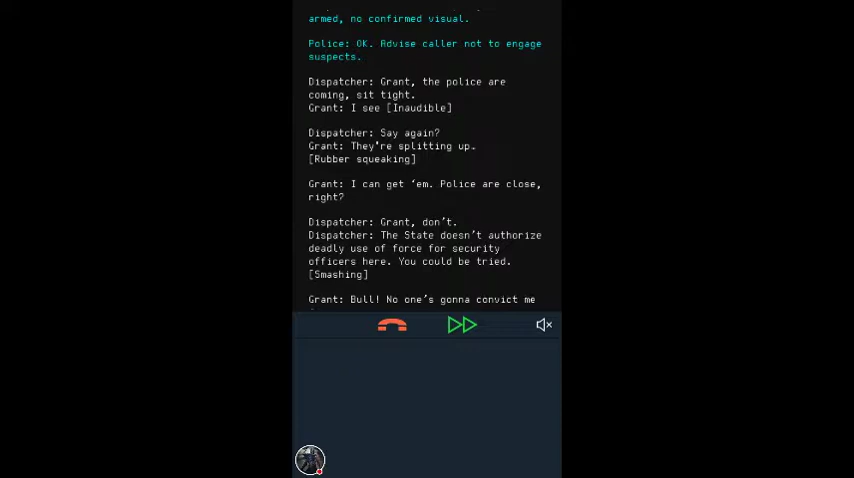 armed, no confirmed visual.
Police: OK. Advise caller not to engage
suspects.
Dispatcher: Grant, the police are
coming, sit tight.
Grant: I see [Inaudible]
Dispatcher: Say again?
Grant: They're splitting up…
[Rubber squeaking]
Grant: I can get ‘em. Police are close,
right?
Dispatcher: Grant, don’t.
Dispatcher: The State doesn’t authorize
deadly use of force for security
officers here. You could be tried.
[Smashing]
Grant: Bull! No one’s gonna convict me